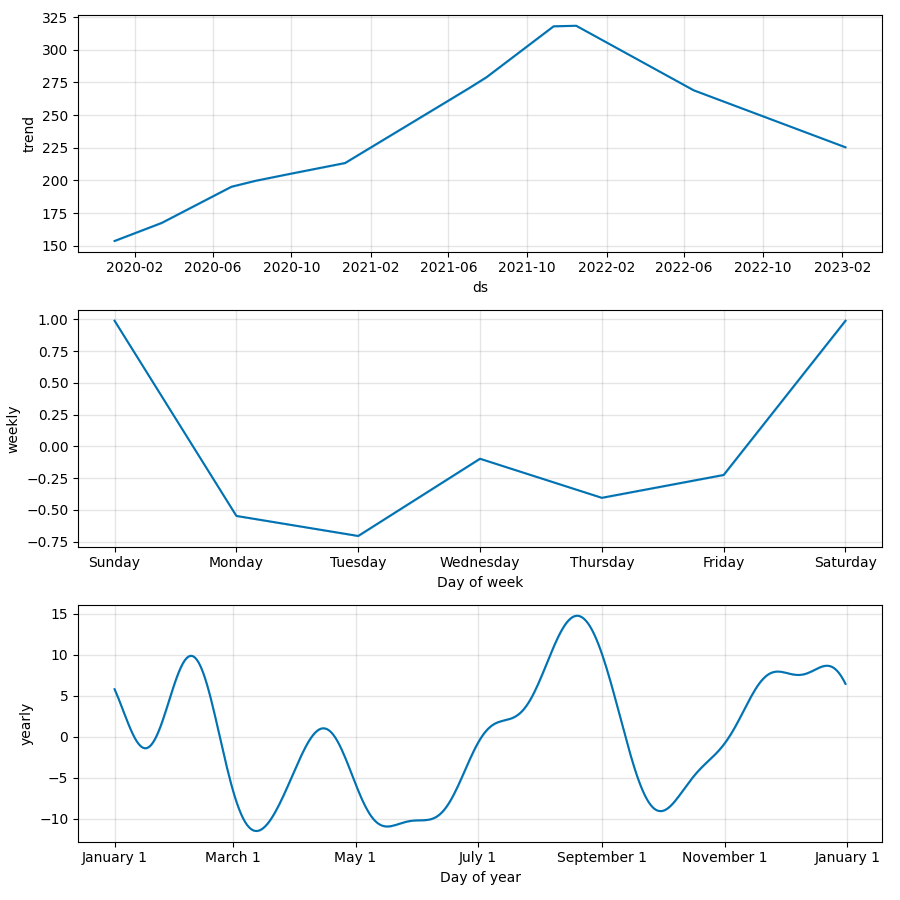 325
300
275
250
225
200
175
150
trend
2020-02 2020-06 2020-10 2021-02 2021-06 2021-10 2022-02 2022-06 2022-10 2023-02
ds
1.00
0.75
0.50
0.25
0.00
−0.25
−0.50
−0.75
weekly
Sunday Monday Tuesday Wednesday Thursday Friday Saturday
Day of week
15
10
5
0
−5
−10
yearly
January 1 March 1 May 1 July 1 September 1 November 1 January 1
Day of year